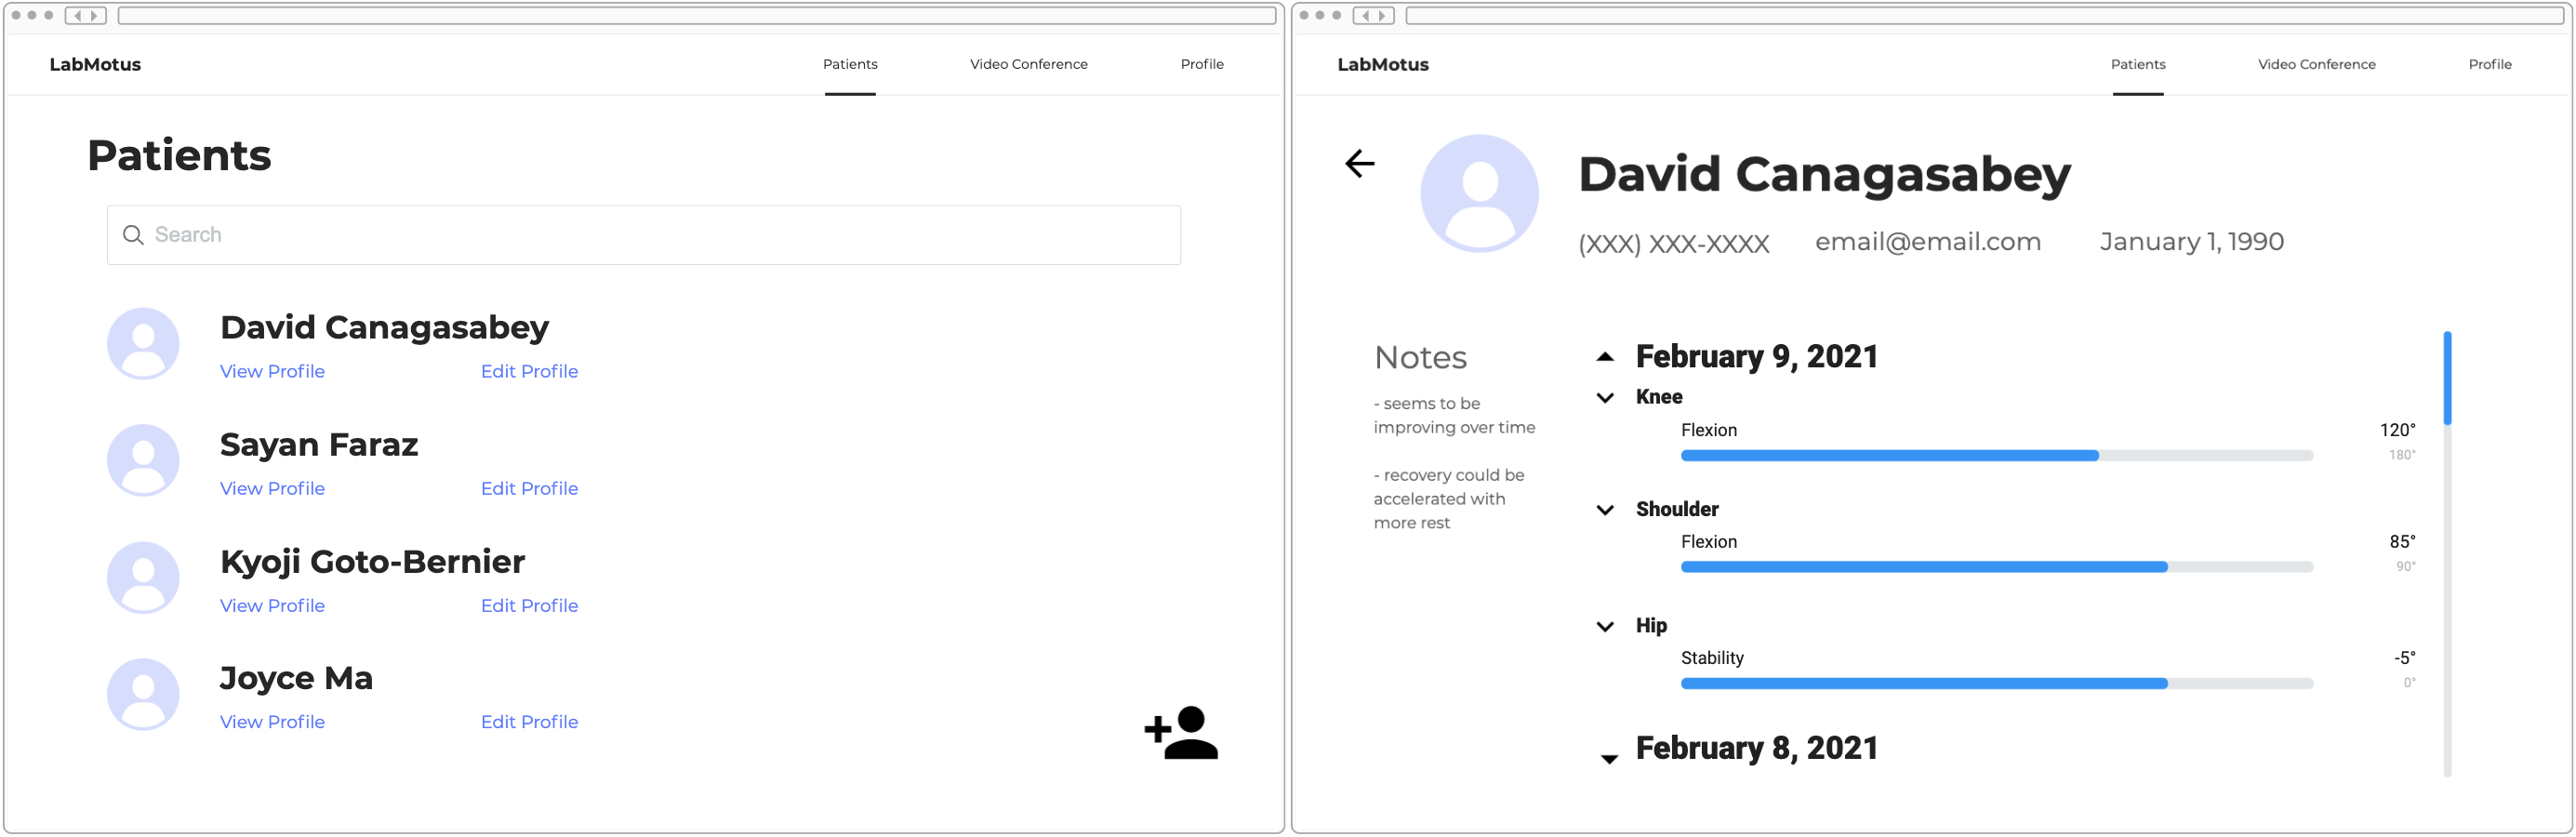 LabMotus
Patients Video Conference Profile
Patients
Search
David Canagasabey
View Profile Edit Profile
Sayan Faraz
View Profile Edit Profile
Kyoji Goto-Bernier
View Profile Edit Profile
Joyce Ma
View Profile Edit Profile
LabMotus
Patients Video Conference Profile
David Canagasabey
(XXX) XXX-XXXX email@email.com January 1, 1990
Notes
- seems to be
improving over time
- recovery could be
accelerated with
more rest
February 9, 2021
Knee
Flexion 120°
180°
Shoulder
Flexion 85°
90°
Hip
Stability -5°
0°
February 8, 2021